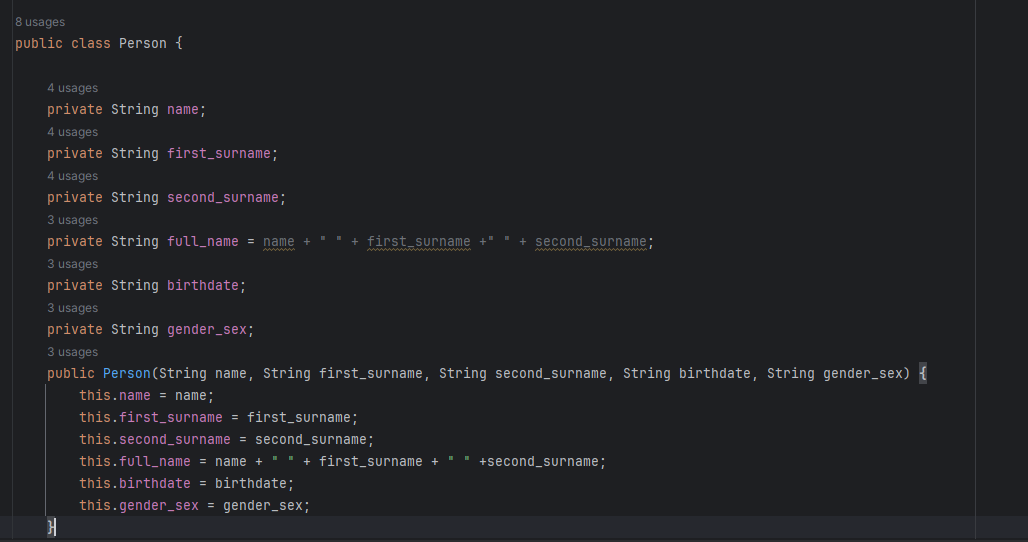 8 usages
public class Person {
4 usages
private String name;
4 usages
private String first_surname;
4 usages
private String second_surname;
3 usages
private String full_name = name + " " + first_surname +" " + second_surname;
3 usages
private String birthdate;
3 usages
private String gender_sex;
3 usages
public Person(String name, String first_surname, String second_surname, String birthdate, String gender_sex) {
this.name = name;
this.first_surname = first_surname;
this.second_surname = second_surname;
this.full_name = name + " " + first_surname + " " +second_surname;
this.birthdate = birthdate;
this.gender_sex = gender_sex;
}